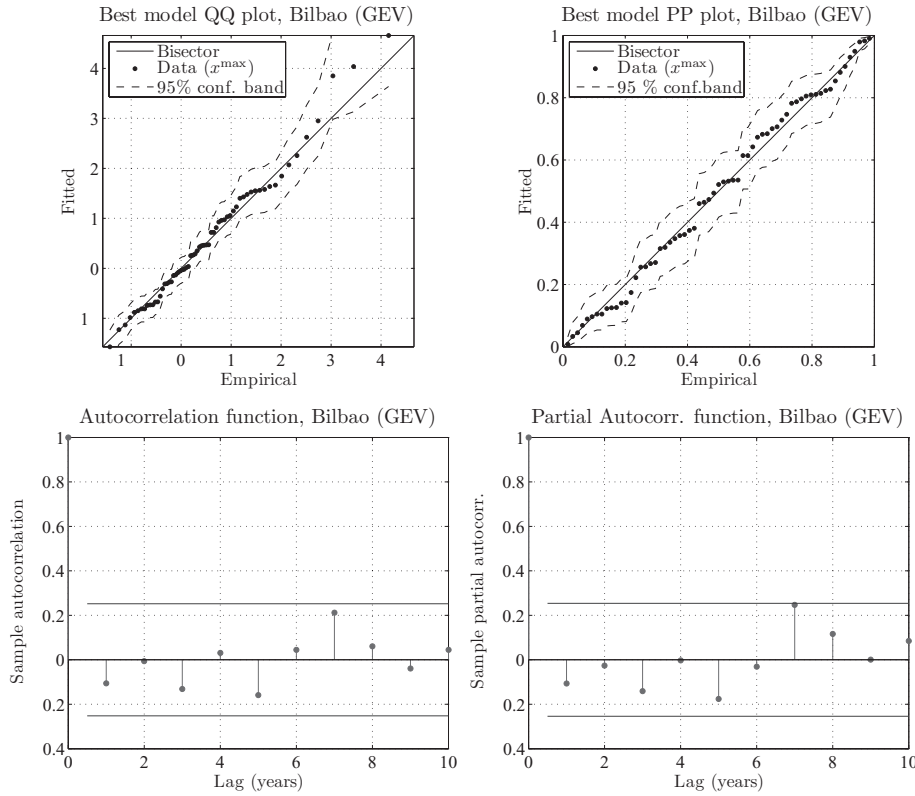 Best model QQ plot, Bilbao (GEV)
Bisector
Data (x^max)
95% conf. band
4
3
2
1
0
1
Fitted
1
0
1
2
3
4
Empirical
Best model PP plot, Bilbao (GEV)
Bisector
Data (x^max)
95 % conf.band
1
0.8
0.6
0.4
0.2
0
Fitted
0
0.2
0.4
0.6
0.8
1
Empirical
Autocorrelation function, Bilbao (GEV)
1
0.8
0.6
0.4
0.2
0
0.2
0.4
Sample autocorrelation
0
2
4
6
8
10
Lag (years)
Partial Autocorr. function, Bilbao (GEV)
1
0.8
0.6
0.4
0.2
0
0.2
0.4
Sample partial autocorr.
0
2
4
6
8
10
Lag (years)